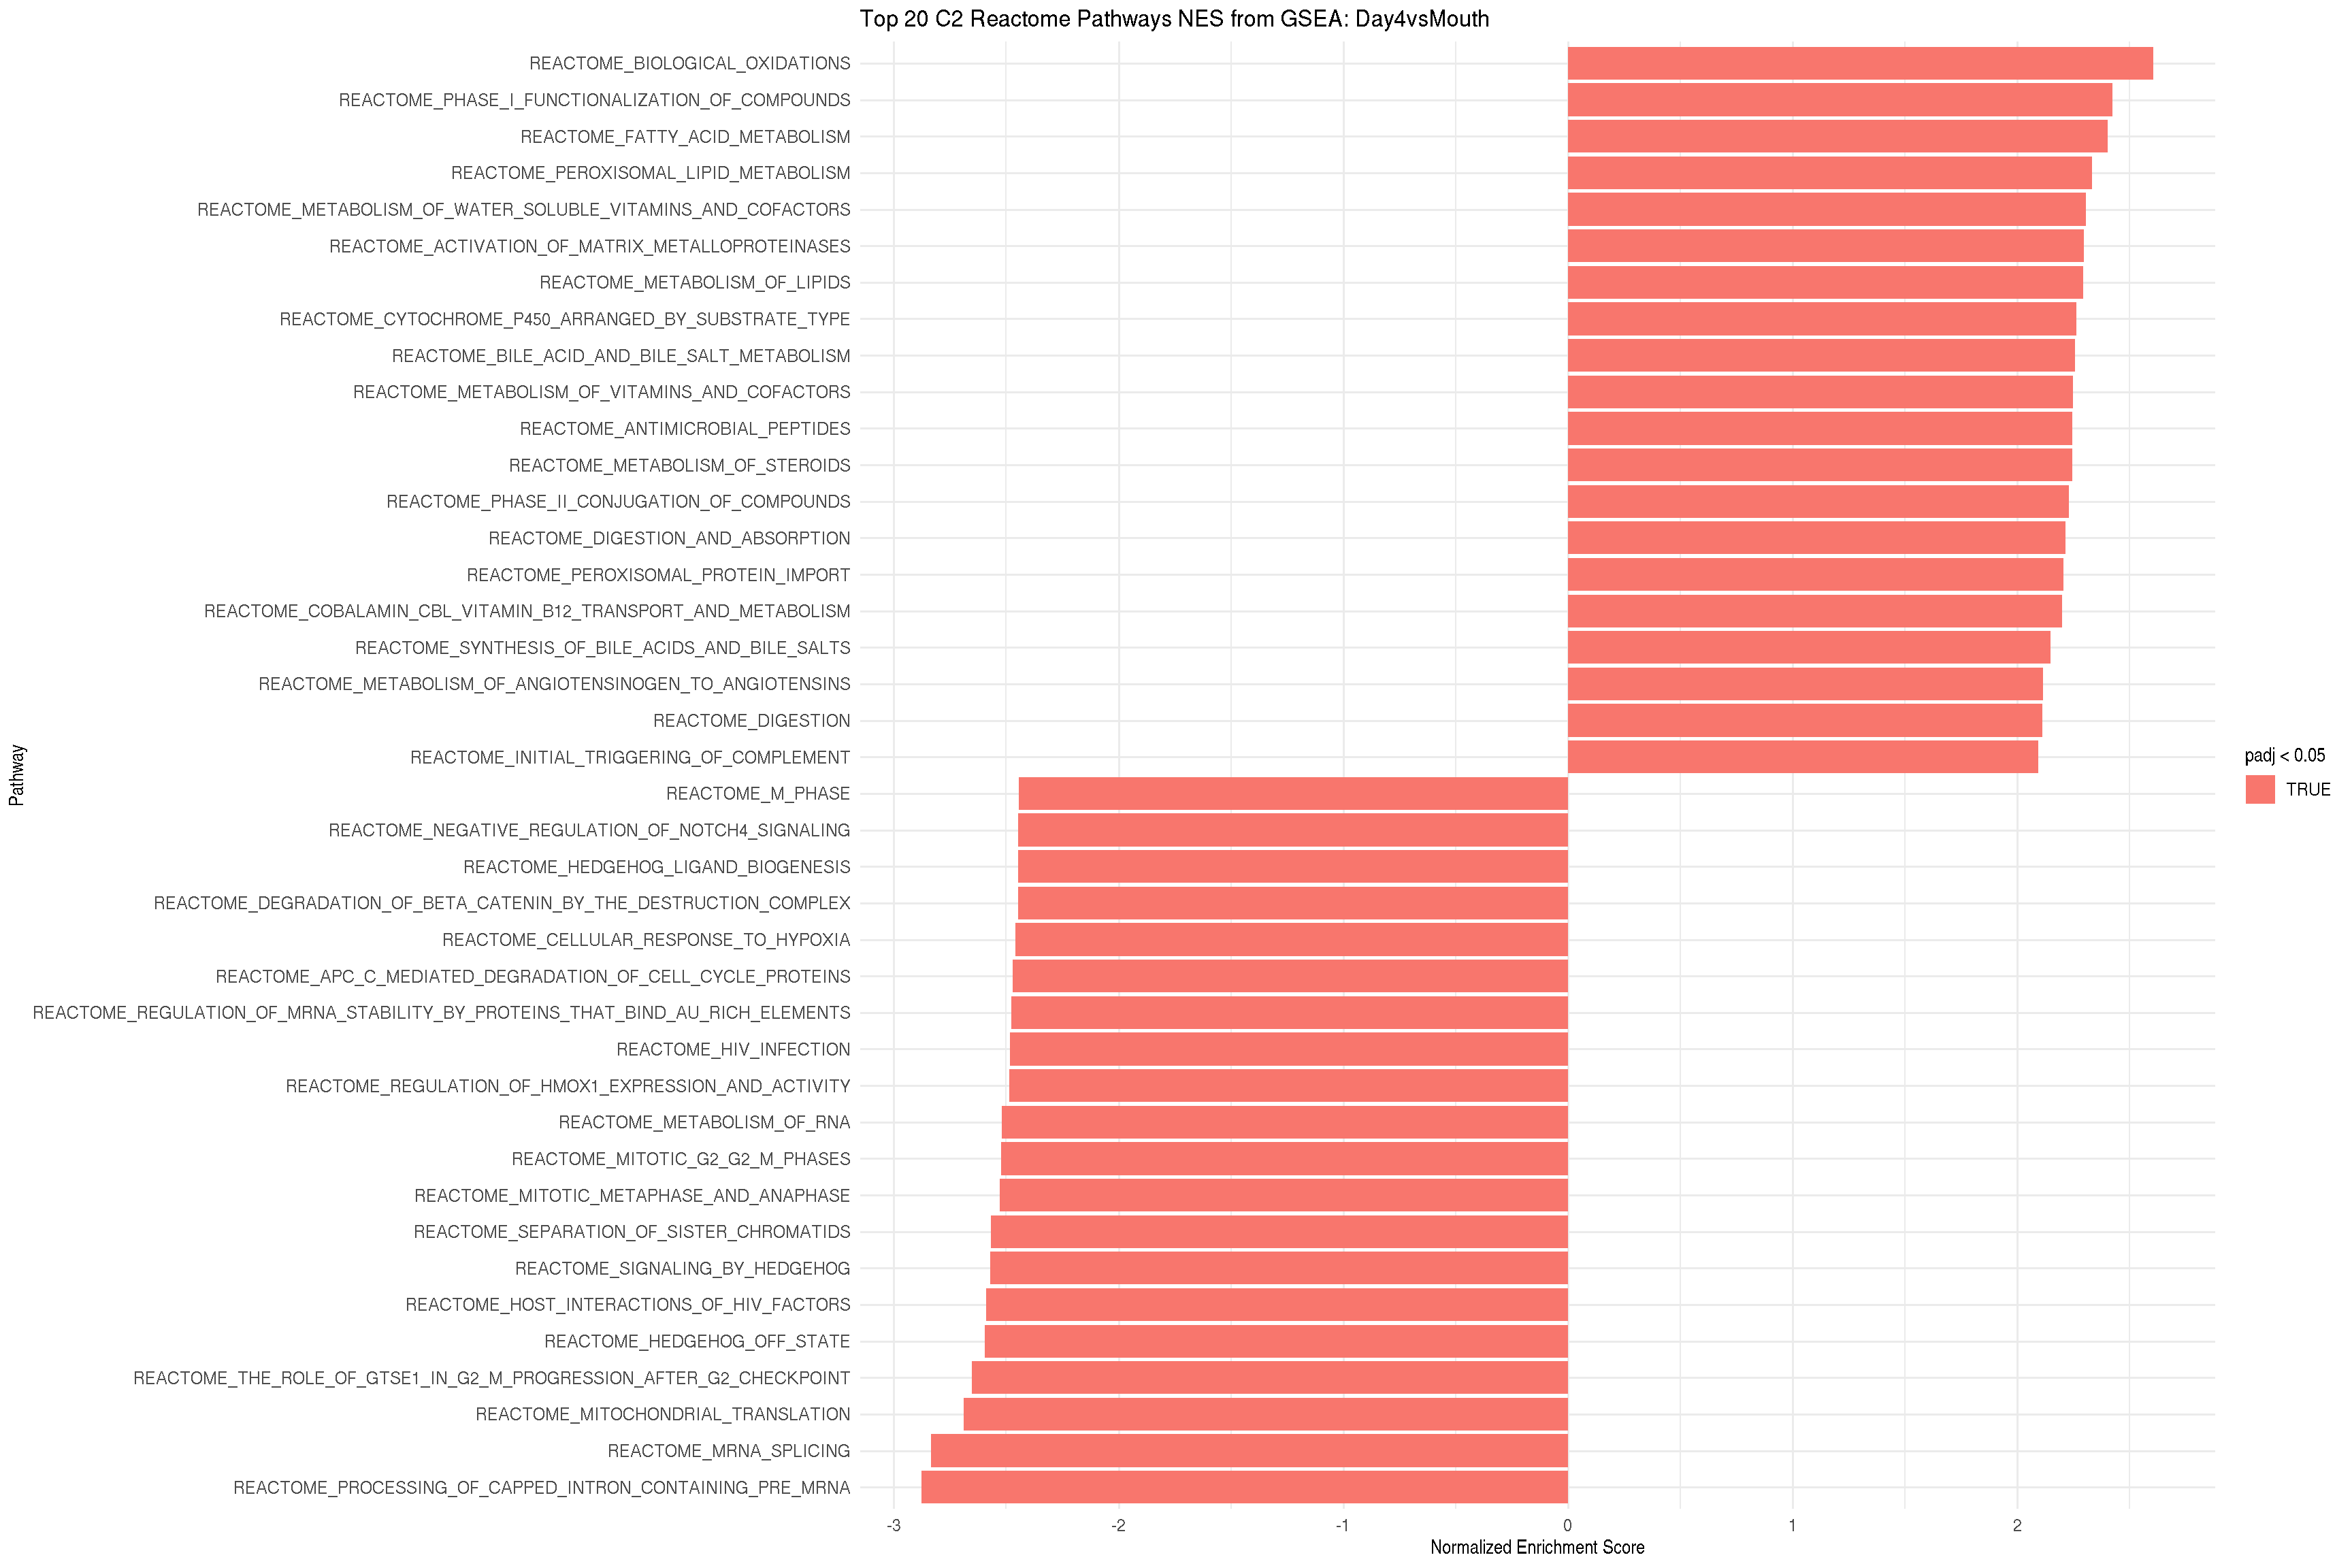 Top 20 C2 Reactome Pathways NES from GSEA: Day4vsMouth
REACTOME_BIOLOGICAL_OXIDATIONS
REACTOME_PHASE_I_FUNCTIONALIZATION_OF_COMPOUNDS
REACTOME_FATTY_ACID_METABOLISM
REACTOME_PEROXISOMAL_LIPID_METABOLISM
REACTOME_METABOLISM_OF_WATER_SOLUBLE_VITAMINS_AND_COFACTORS
REACTOME_ACTIVATION_OF_MATRIX_METALLOPROTEINASES
REACTOME_METABOLISM_OF_LIPIDS
REACTOME_CYTOCHROME_P450_ARRANGED_BY_SUBSTRATE_TYPE
REACTOME_BILE_ACID_AND_BILE_SALT_METABOLISM
REACTOME_METABOLISM_OF_VITAMINS_AND_COFACTORS
REACTOME_ANTIMICROBIAL_PEPTIDES
REACTOME_METABOLISM_OF_STEROIDS
REACTOME_PHASE_II_CONJUGATION_OF_COMPOUNDS
REACTOME_DIGESTION_AND_ABSORPTION
REACTOME_PEROXISOMAL_PROTEIN_IMPORT
REACTOME_COBALAMIN_CBL_VITAMIN_B12_TRANSPORT_AND_METABOLISM
REACTOME_SYNTHESIS_OF_BILE_ACIDS_AND_BILE_SALTS
REACTOME_METABOLISM_OF_ANGIOTENSINOGEN_TO_ANGIOTENSINS
REACTOME_DIGESTION
REACTOME_INITIAL_TRIGGERING_OF_COMPLEMENT
REACTOME_M_PHASE
REACTOME_NEGATIVE_REGULATION_OF_NOTCH4_SIGNALING
REACTOME_HEDGEHOG_LIGAND_BIOGENESIS
REACTOME_DEGRADATION_OF_BETA_CATENIN_BY_THE_DESTRUCTION_COMPLEX
REACTOME_CELLULAR_RESPONSE_TO_HYPOXIA
REACTOME_APC_C_MEDIATED_DEGRADATION_OF_CELL_CYCLE_PROTEINS
REACTOME_REGULATION_OF_MRNA_STABILITY_BY_PROTEINS_THAT_BIND_AU_RICH_ELEMENTS
REACTOME_HIV_INFECTION
REACTOME_REGULATION_OF_HMOX1_EXPRESSION_AND_ACTIVITY
REACTOME_METABOLISM_OF_RNA
REACTOME_MITOTIC_G2_G2_M_PHASES
REACTOME_MITOTIC_METAPHASE_AND_ANAPHASE
REACTOME_SEPARATION_OF_SISTER_CHROMATIDS
REACTOME_SIGNALING_BY_HEDGEHOG
REACTOME_HOST_INTERACTIONS_OF_HIV_FACTORS
REACTOME_HEDGEHOG_OFF_STATE
REACTOME_THE_ROLE_OF_GTSE1_IN_G2_M_PROGRESSION_AFTER_G2_CHECKPOINT
REACTOME_MITOCHONDRIAL_TRANSLATION
REACTOME_MRNA_SPLICING
REACTOME_PROCESSING_OF_CAPPED_INTRON_CONTAINING_PRE_MRNA
Pathway
-3 -2 -1 0 1 2
Normalized Enrichment Score
padj < 0.05
TRUE